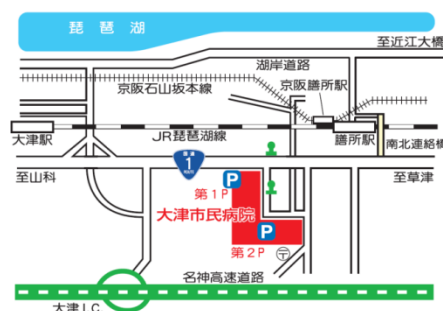 琵琶湖
至近江大橋
湖岸道路
京阪膳所駅
京阪石山坂本線
大津駅
JR琵琶湖線
膳所駅
南北連絡橋
国道
1
ROUTE
至山科
至草津
P
第1P
大津市民病院
P
第2P
〒
名神高速道路
大津I.C